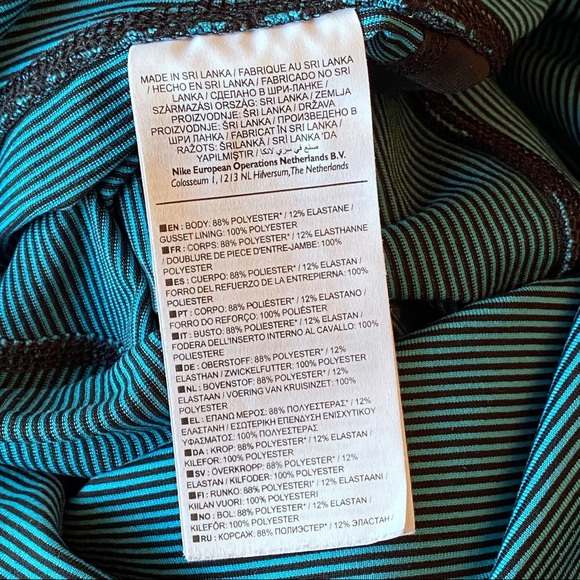 MADE IN SRI LANKA / FABRIQUE AU SRI LANKA
/ HECHO EN SRI LANKA / FABRICADO NO SRI
LANKA / СДЕЛАНО В ШРИ-ЛАНКЕ /
SZÁRMAZÁSI ORSZÁG: SRI LANKA / ZEMLJA
PROIZVODNJE: ŠRI LANKA / DRŽAVA
PROIZVODNJE: ŠRI LANKA / ПРОИЗВЕДЕНО В
ШРИ ЛАНКА / FABRICAT ÎN SRI LANKA /
RAŽOTS: ŠRILANKĀ / SRI LANKA 'DA
YAPILMIŞTIR / صنع في سري لانكا
Nike European Operations Netherlands B.V.
Colosseum 1, 1213 NL Hilversum, The Netherlands
■ EN : BODY: 88% POLYESTER* / 12% ELASTANE /
GUSSET LINING: 100% POLYESTER
■ FR : CORPS: 88% POLYESTER* / 12% ELASTHANNE
/ DOUBLURE DE PIECE D'ENTRE-JAMBE: 100%
POLYESTER
■ ES : CUERPO: 88% POLIESTER* / 12% ELASTAN /
FORRO DEL REFUERZO DE LA ENTREPIERNA: 100%
POLIESTER
■ PT : CORPO: 88% POLIÉSTER* / 12% ELASTANO /
FORRO DO REFORÇO: 100% POLIÉSTER
■ IT : BUSTO: 88% POLIESTERE* / 12% ELASTAN /
FODERA DELL'INSERTO INTERNO AL CAVALLO: 100%
POLIESTERE
■ DE : OBERSTOFF: 88% POLYESTER* / 12%
ELASTHAN / ZWICKELFUTTER: 100% POLYESTER
■ NL : BOVENSTOF: 88% POLYESTER* / 12%
ELASTAAN / VOERING VAN KRUISINZET: 100%
POLYESTER
■ EL : ΕΠΑΝΩ ΜΕΡΟΣ: 88% ΠΟΛΥΕΣΤΕΡΑΣ* / 12%
ΕΛΑΣΤΑΝΗ / ΕΣΩΤΕΡΙΚΗ ΕΠΕΝΔΥΣΗ ΕΝΙΣΧΥΤΙΚΟΥ
ΥΦΑΣΜΑΤΟΣ: 100% ΠΟΛΥΕΣΤΕΡΑΣ
■ DA : KROP: 88% POLYESTER* / 12% ELASTAN /
KILEFOR: 100% POLYESTER
■ SV : ÖVERKROPP: 88% POLYESTER* / 12%
ELASTAN / KILFODER: 100% POLYESTER
■ FI : RUNKO: 88% POLYESTERI* / 12% ELASTAANI /
KIILAN VUORI: 100% POLYESTERI
■ NO : BOL: 88% POLYESTER* / 12% ELASTAN /
KILEFÔR: 100% POLYESTER
■ RU : КОРСАЖ: 88% ПОЛИЭСТЕР* / 12% ЭЛАСТАН /